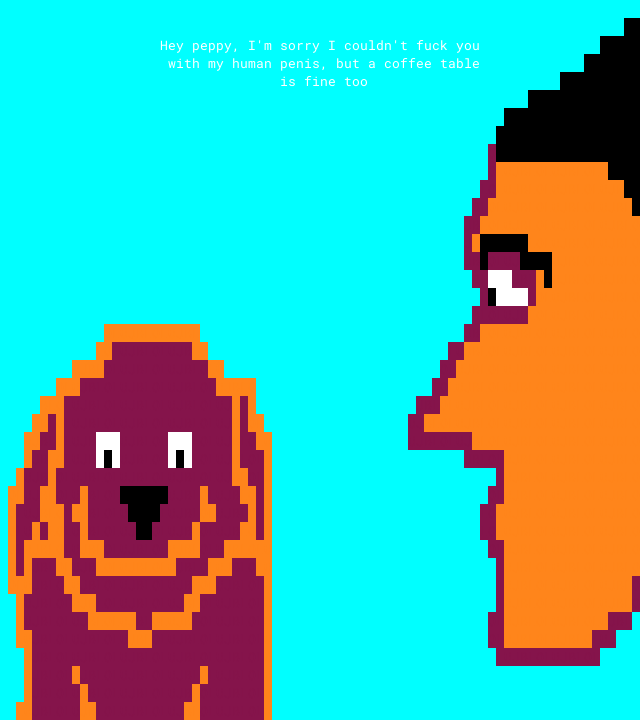 Hey peppy, I'm sorry I couldn't fuck you
with my human penis, but a coffee table
is fine too